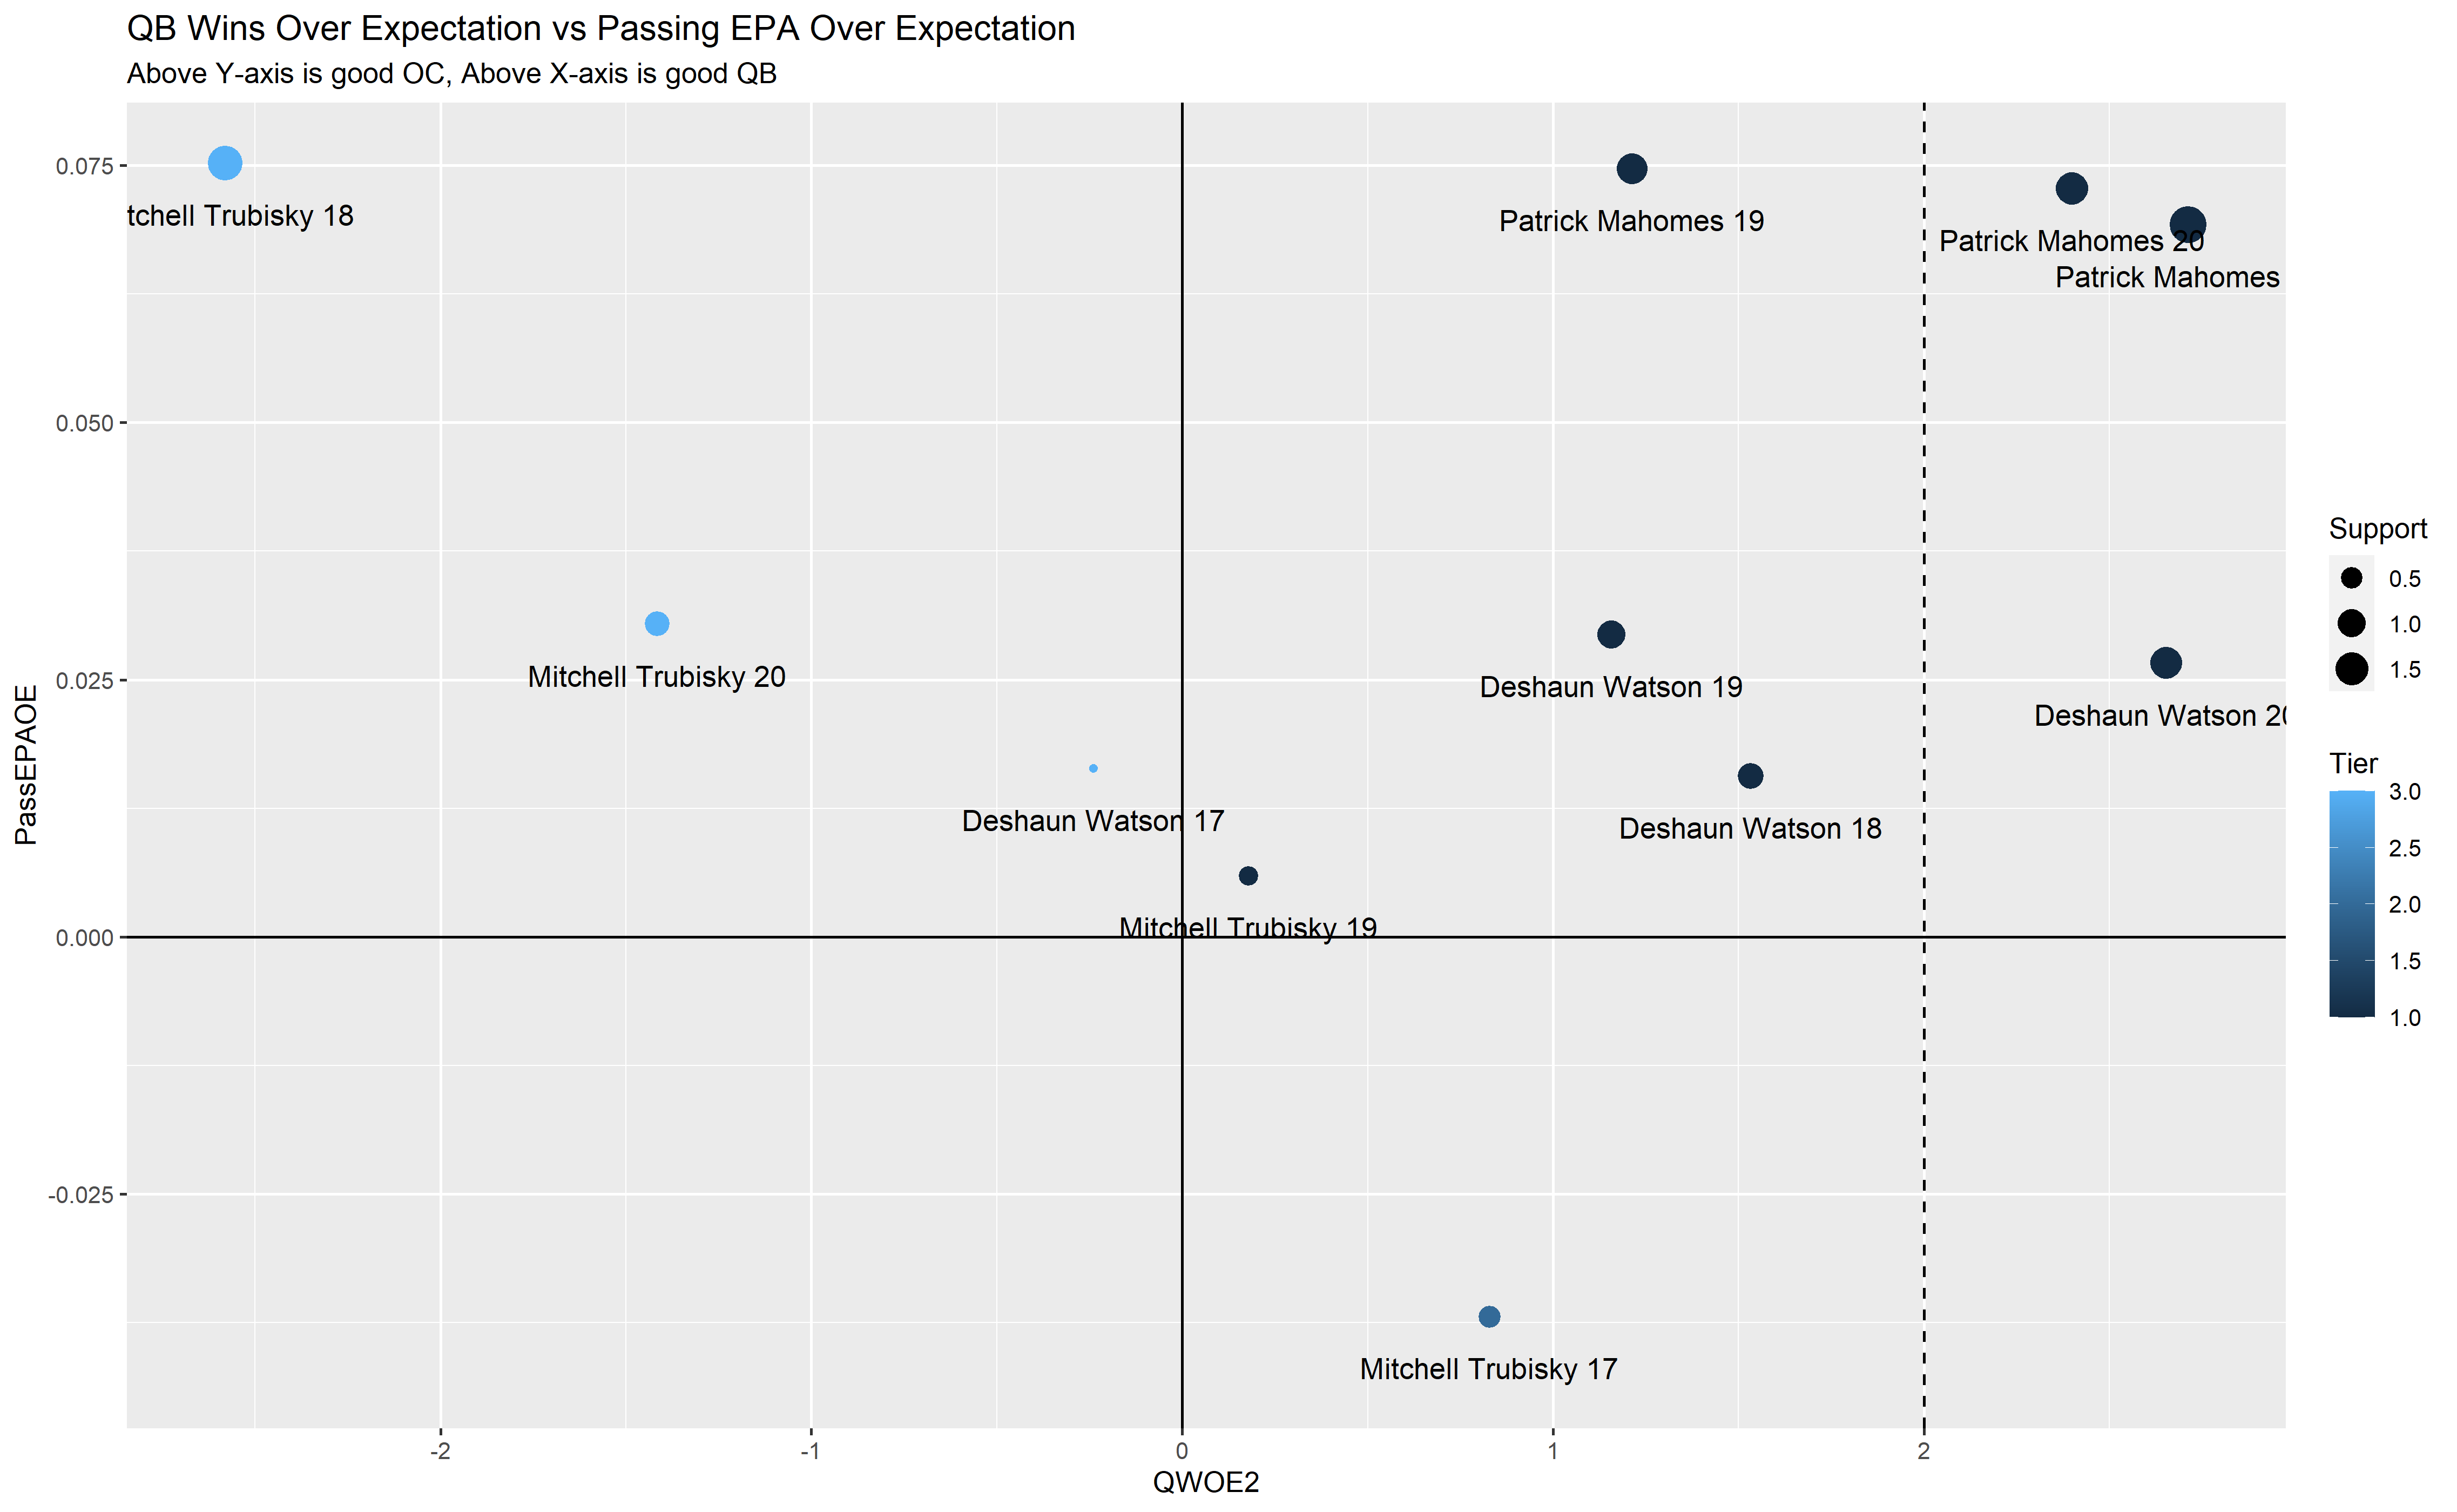 QB Wins Over Expectation vs Passing EPA Over Expectation
Above Y-axis is good OC, Above X-axis is good QB
0.075
0.050
0.025
0.000
-0.025
PassEPAOE
tchell Trubisky 18
Patrick Mahomes 19
Patrick Mahomes 20
Patrick Mahomes
Mitchell Trubisky 20
Deshaun Watson 19
Deshaun Watson 20
Deshaun Watson 17
Deshaun Watson 18
Mitchell Trubisky 19
Mitchell Trubisky 17
-2
-1
0
1
2
QWOE2
Support
0.5
1.0
1.5
Tier
3.0
2.5
2.0
1.5
1.0